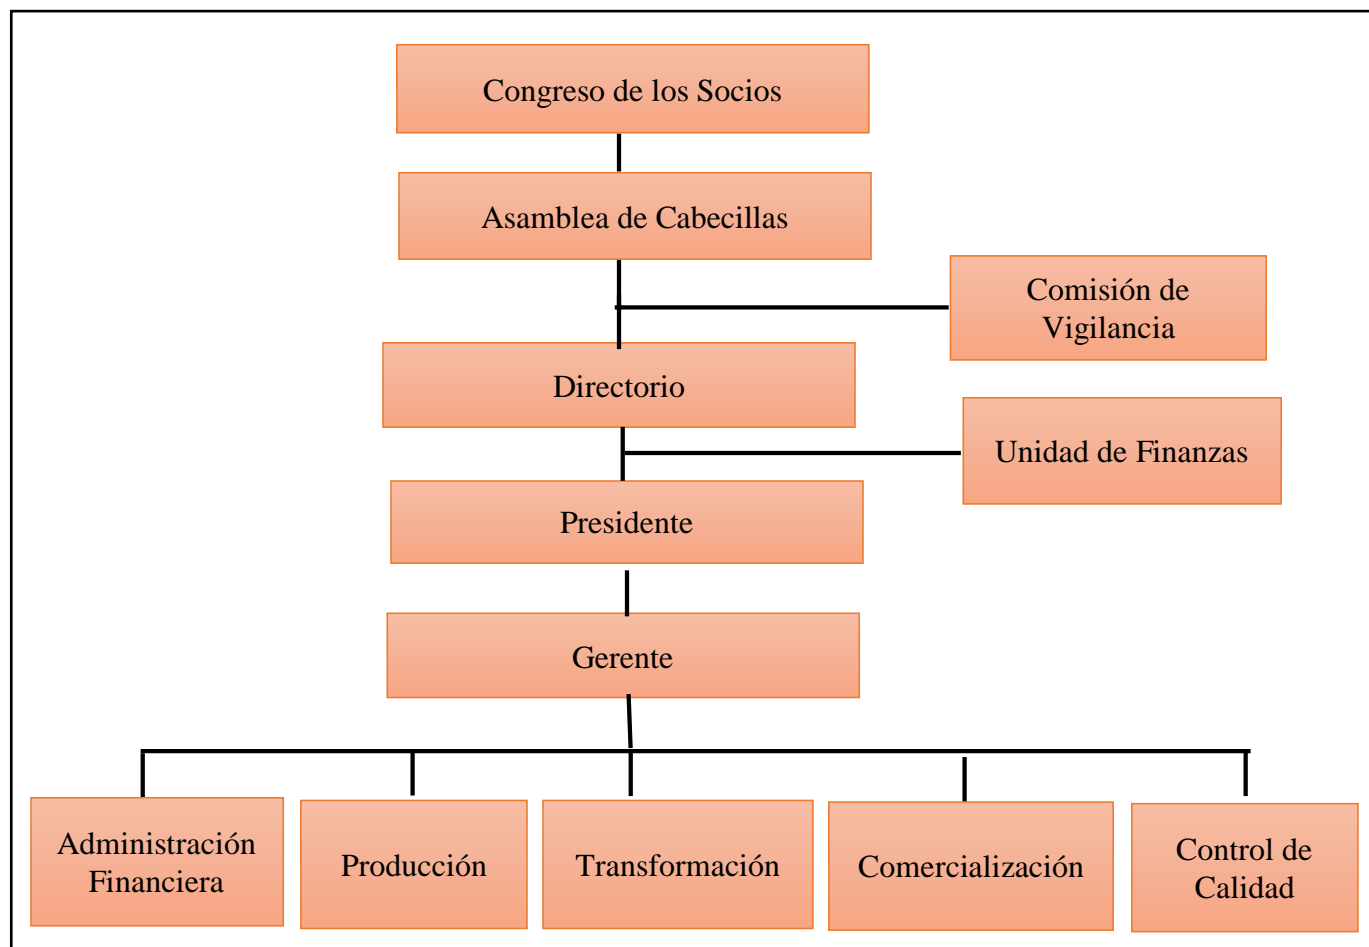 Congreso de los Socios
Asamblea de Cabecillas
Comisión de
Vigilancia
Directorio
Unidad de Finanzas
Presidente
Gerente
Administración
Financiera
Producción
Transformación
Comercialización
Control de
Calidad